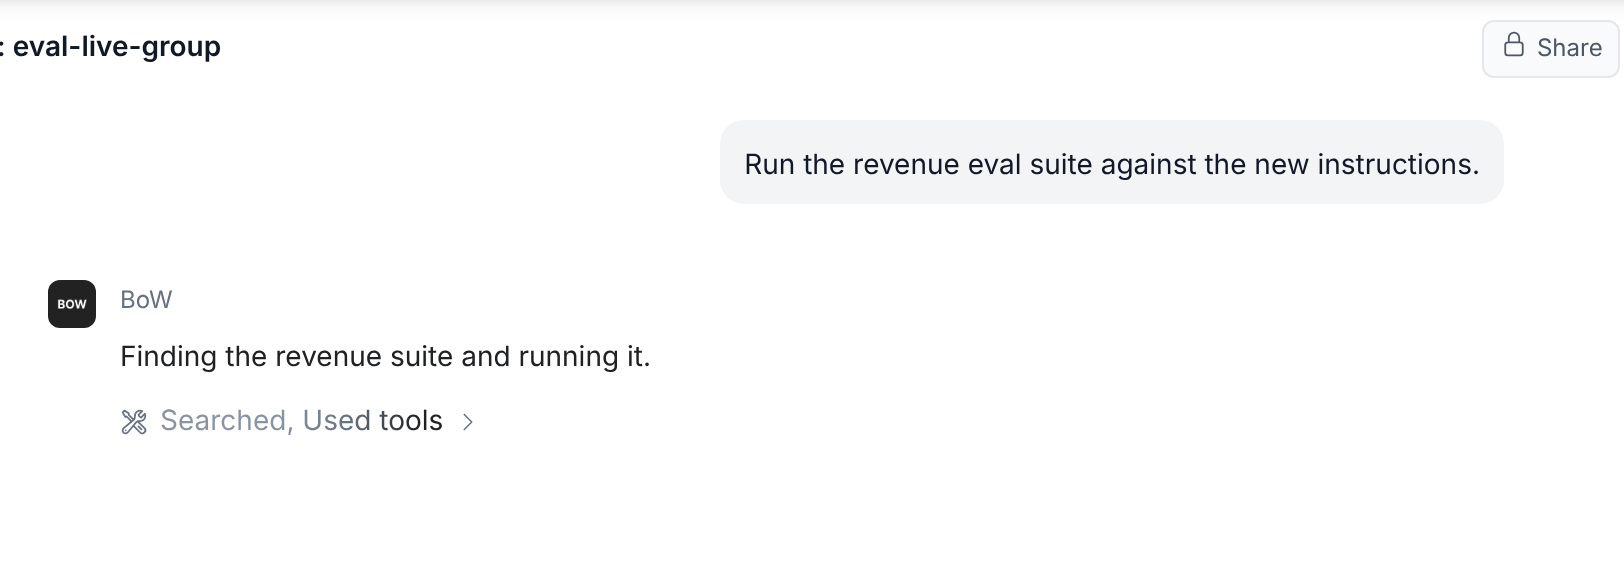 : eval-live-group
Share
Run the revenue eval suite against the new instructions.
BOW
BoW
Finding the revenue suite and running it.
Searched, Used tools